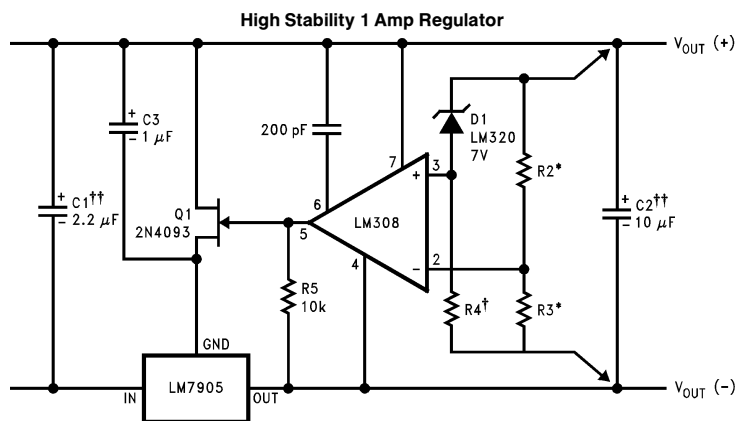 High Stability 1 Amp Regulator
VOUT (+)
+ C3
− 1 μF
200 pF
D1
LM320
7V
R2*
7
3
+
+ C1††
− 2.2 μF
Q1
2N4093
6
5
LM308
+ C2††
− 10 μF
4
2
−
R5
10k
R4†
R3*
GND
IN
LM7905
OUT
VOUT (−)